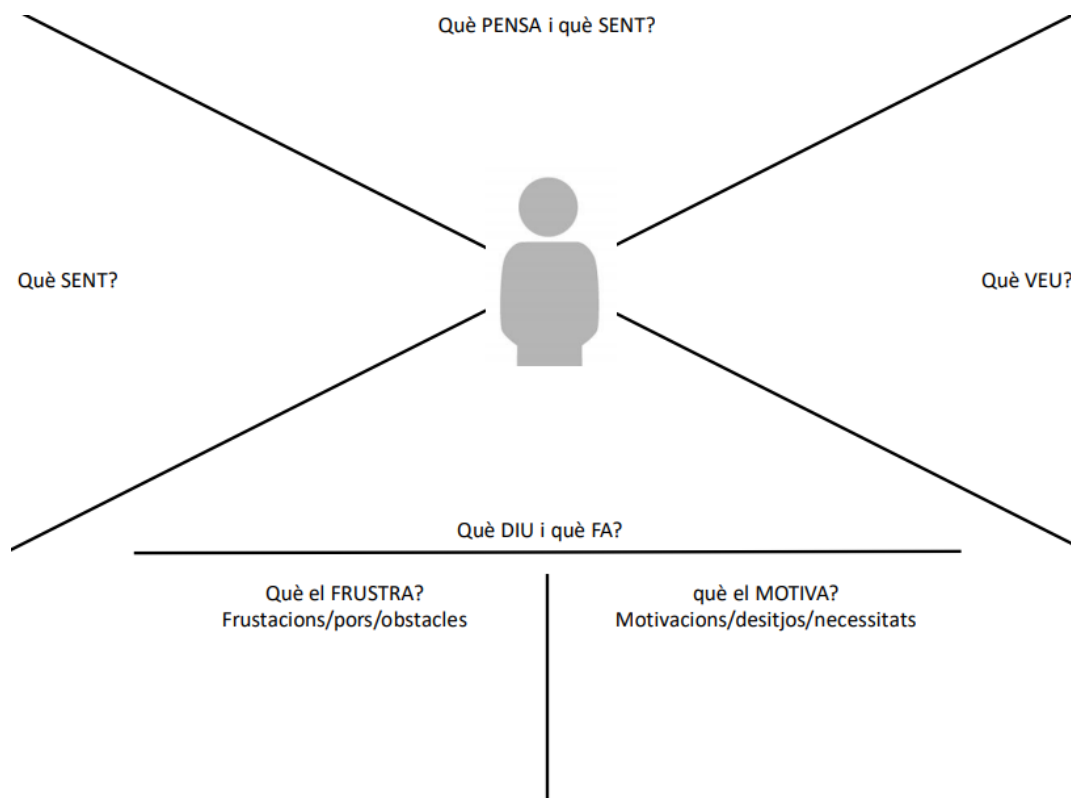 Què PENSA i què SENT?
Què SENT?
Què VEU?
Què DIU i què FA?
Què el FRUSTRA?
Frustacions/pors/obstacles
què el MOTIVA?
Motivacions/desitjos/necessitats